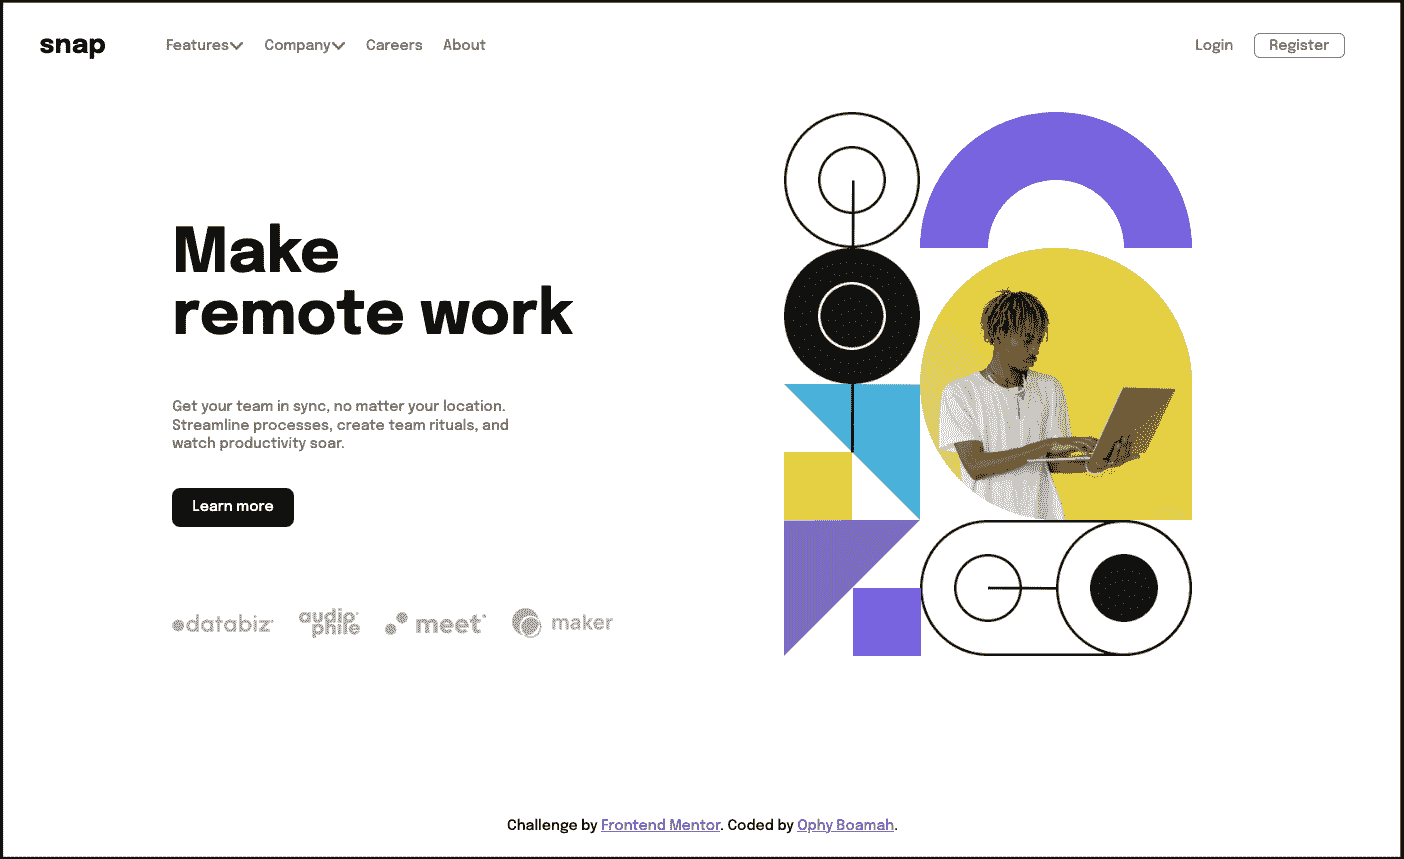 snap
Features Company Careers About
Login Register
Make
remote work
Get your team in sync, no matter your location.
Streamline processes, create team rituals, and
watch productivity soar.
Learn more
databiz audiophile meet maker
Challenge by Frontend Mentor. Coded by Ophy Boamah.